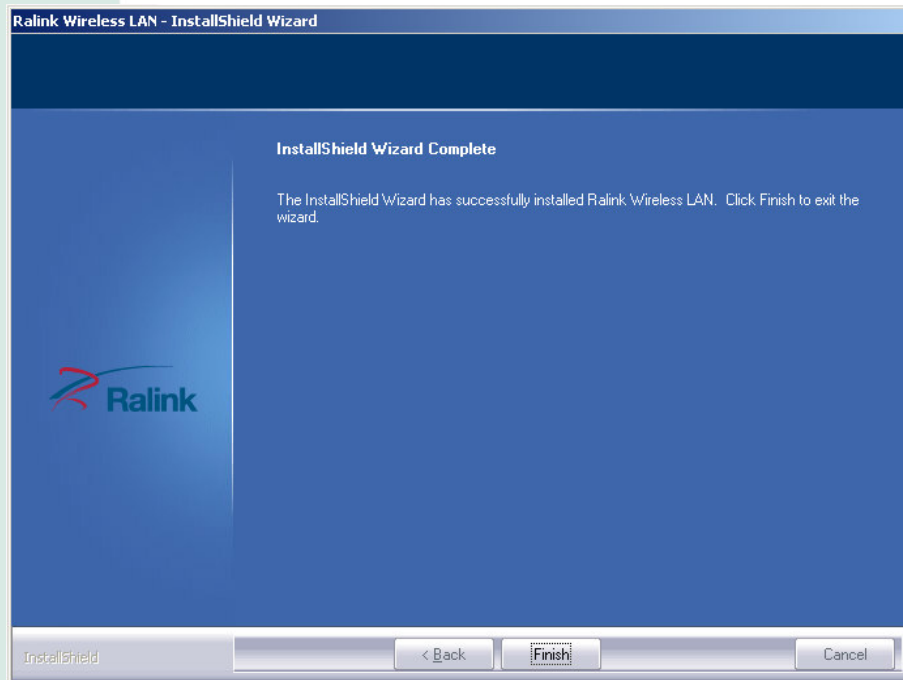 Ralink Wireless LAN - InstallShield Wizard
InstallShield Wizard Complete
The InstallShield Wizard has successfully installed Ralink Wireless LAN.  Click Finish to exit the
wizard.
Ralink
InstallShield
< Back
Finish
Cancel